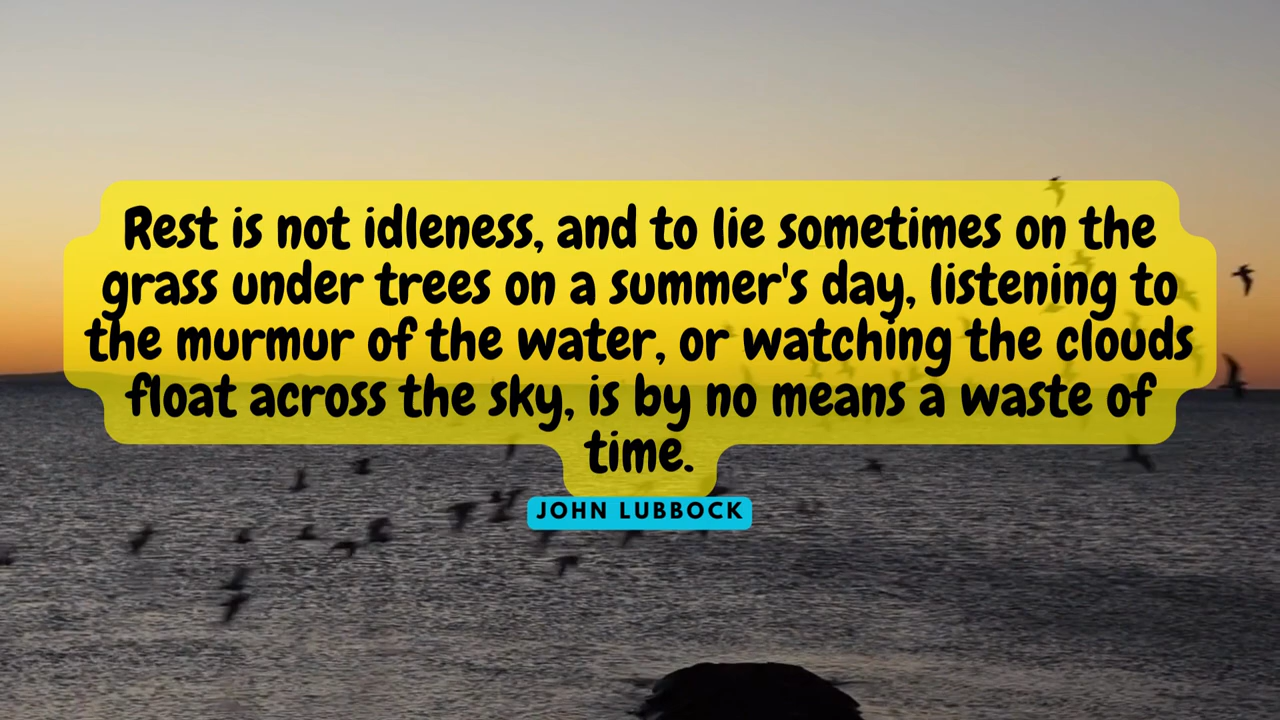 Rest is not idleness, and to lie sometimes on the
grass under trees on a summer's day, listening to
the murmur of the water, or watching the clouds
float across the sky, is by no means a waste of
time.
JOHN LUBBOCK